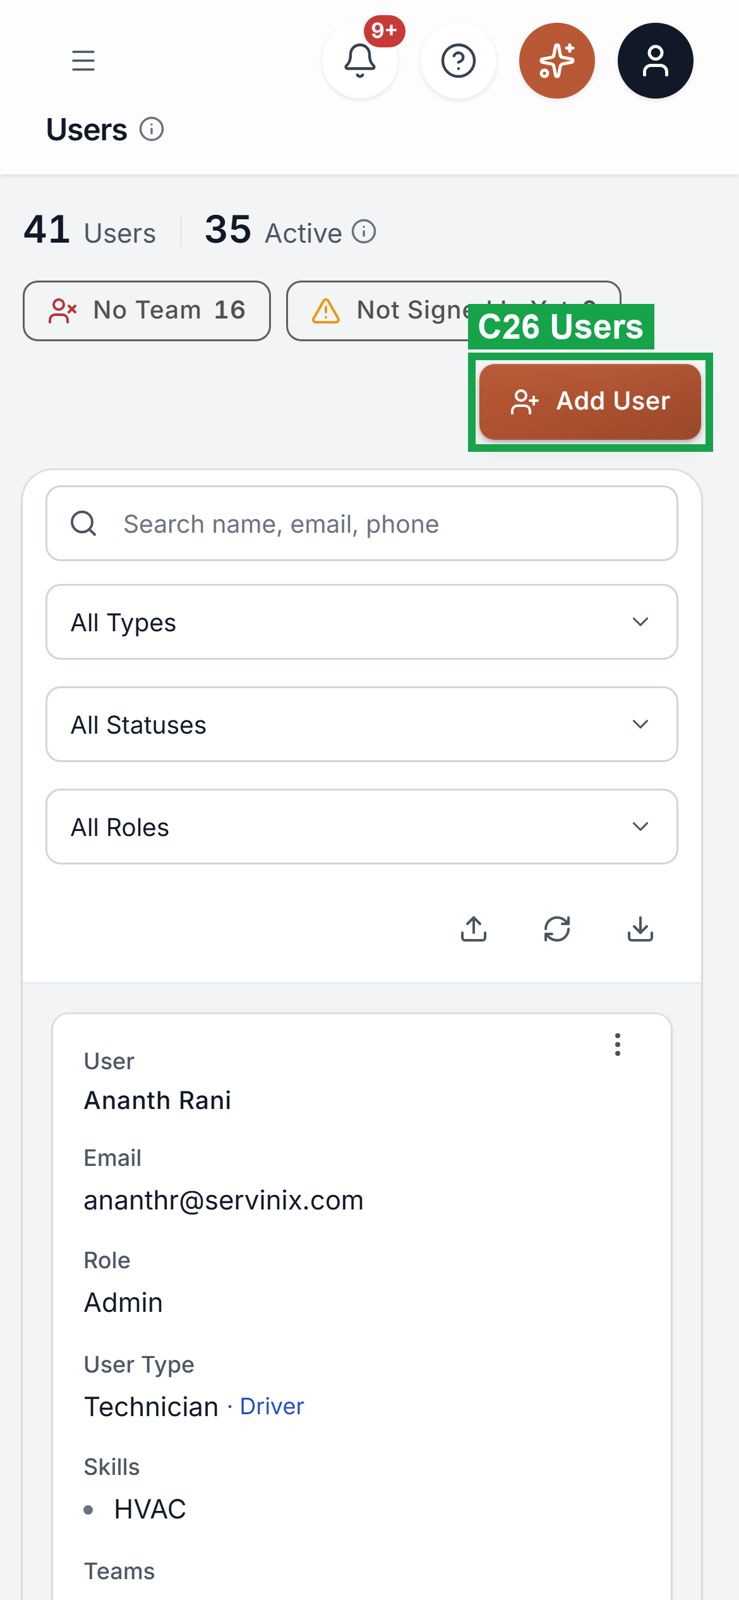 9+
Users
41 Users 35 Active
No Team 16
Not Signe
C26 Users
Add User
Search name, email, phone
All Types
All Statuses
All Roles
User
Ananth Rani
Email
ananthr@servinix.com
Role
Admin
User Type
Technician · Driver
Skills
• HVAC
Teams